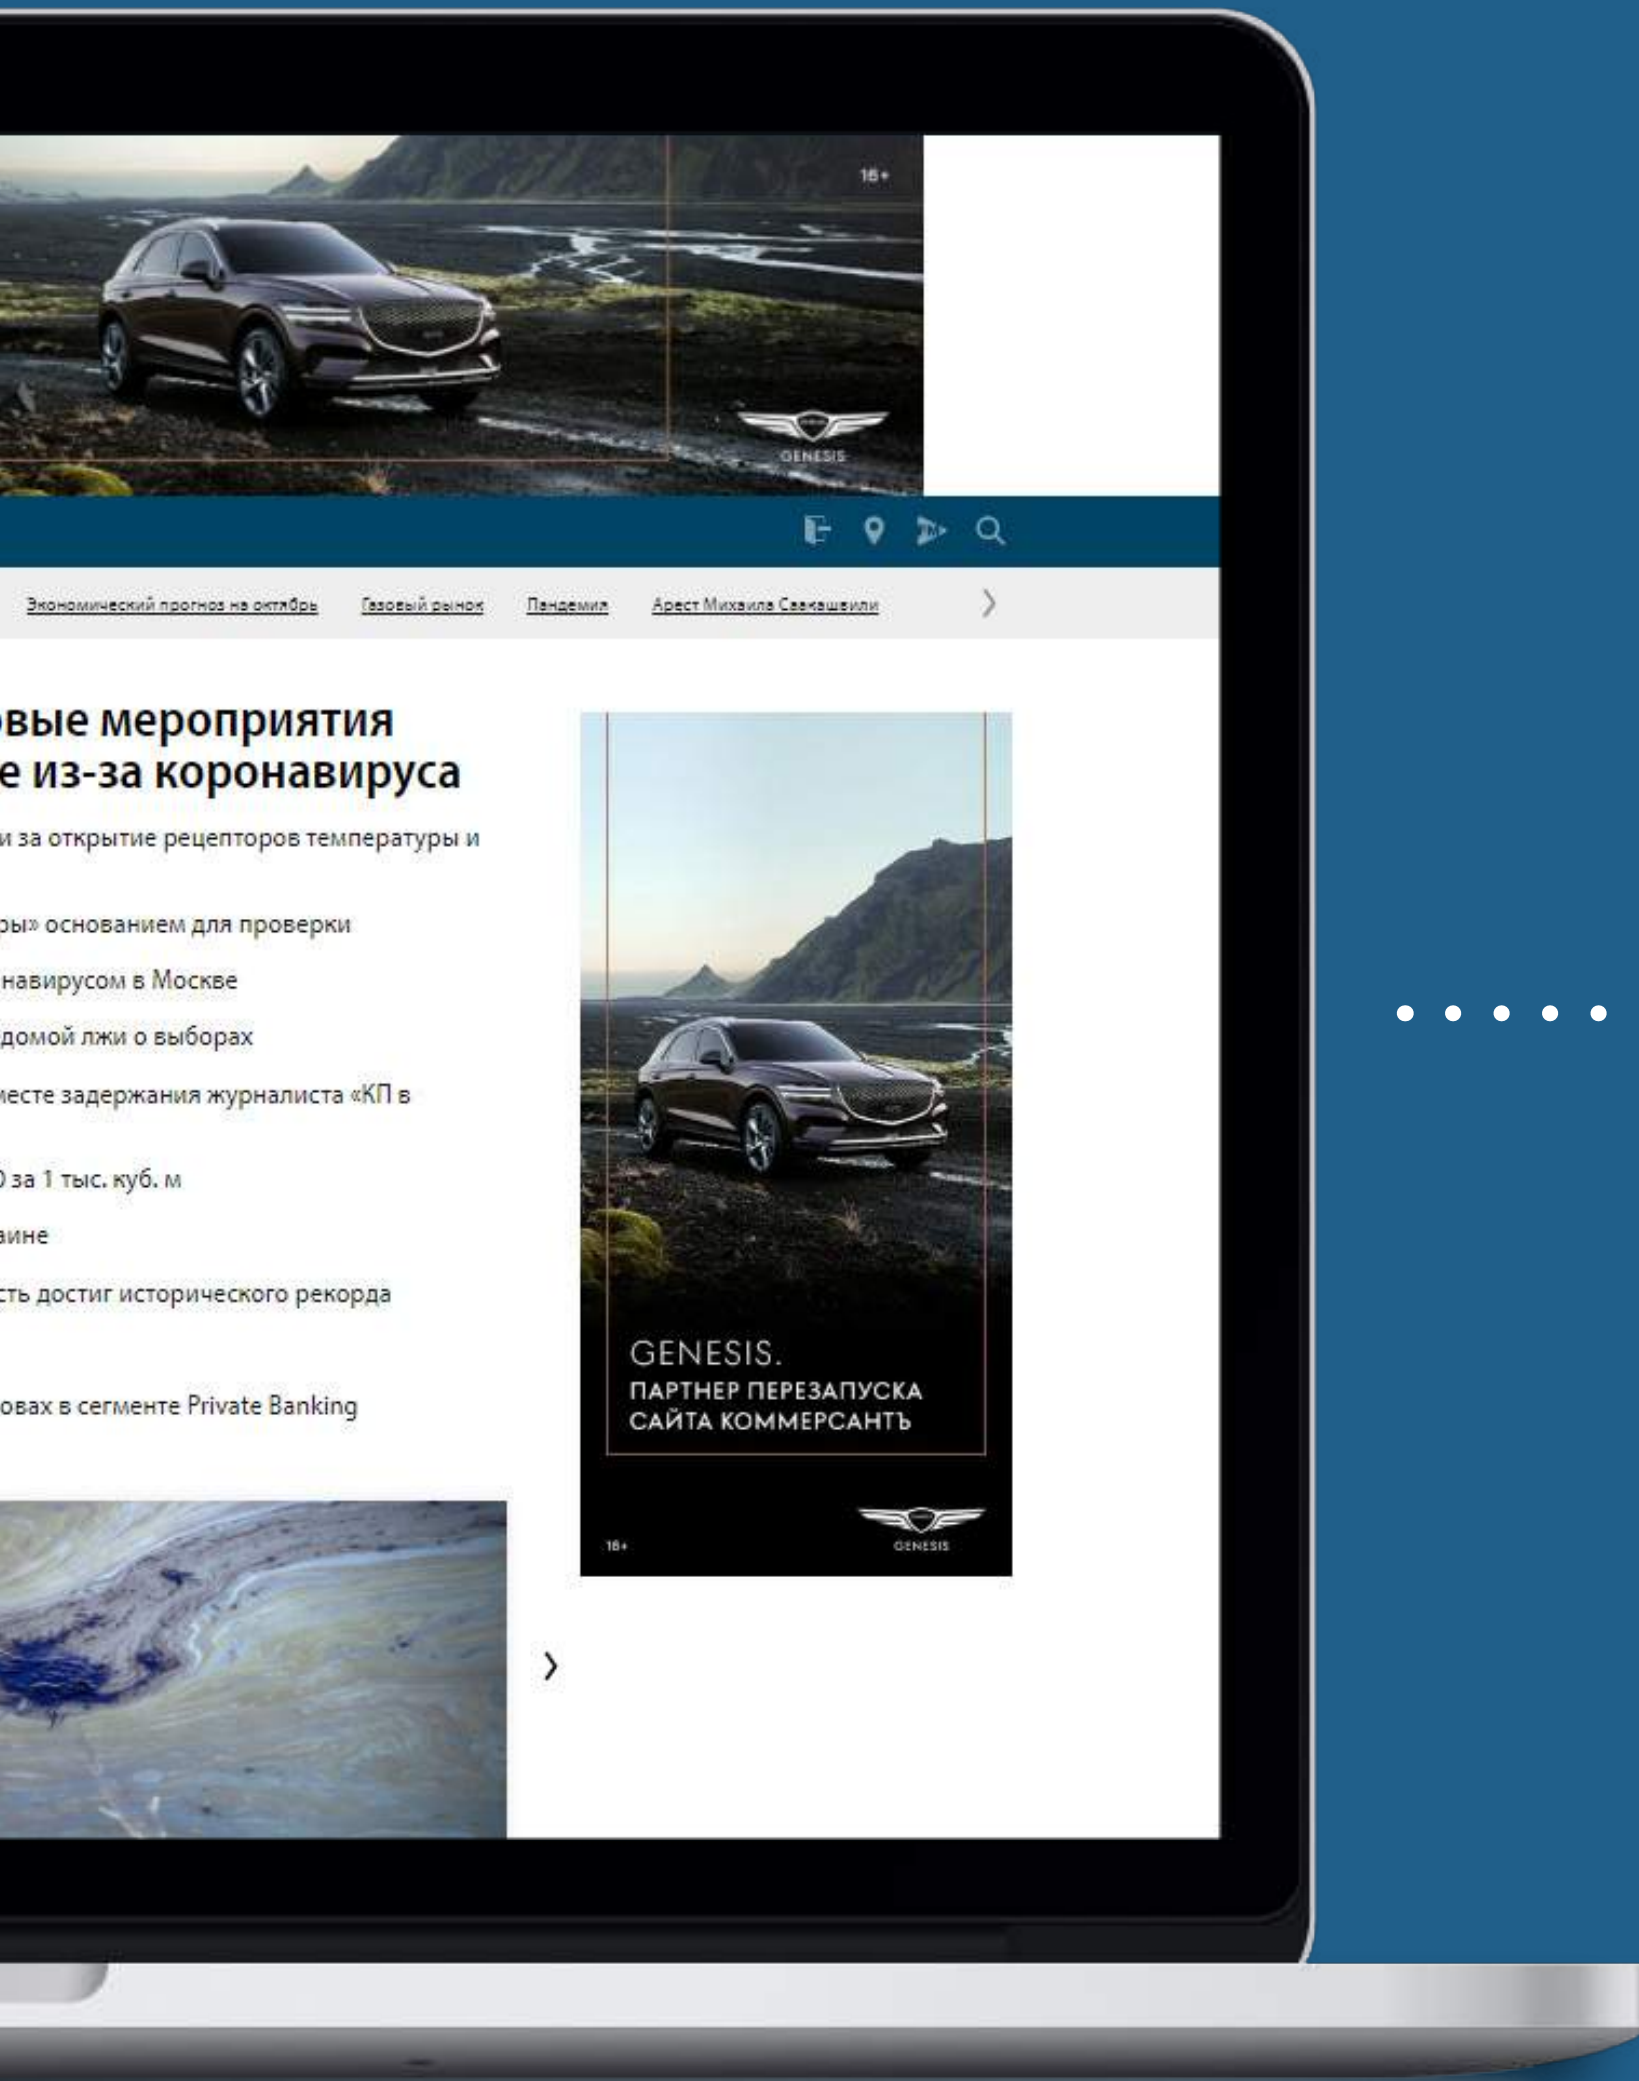 16+
GENESIS
Экономический прогноз на октябрь Газовый рынок Пандемия Арест Михаила Саакашвили
овые мероприятия
е из-за коронавируса
и за открытие рецепторов температуры и
ры» основанием для проверки
навирусом в Москве
домой лжи о выборах
месте задержания журналиста «КП в
0 за 1 тыс. куб. м
аине
сть достиг исторического рекорда
овах в сегменте Private Banking
GENESIS.
ПАРТНЕР ПЕРЕЗАПУСКА
САЙТА КОММЕРСАНТЪ
16+
GENESIS